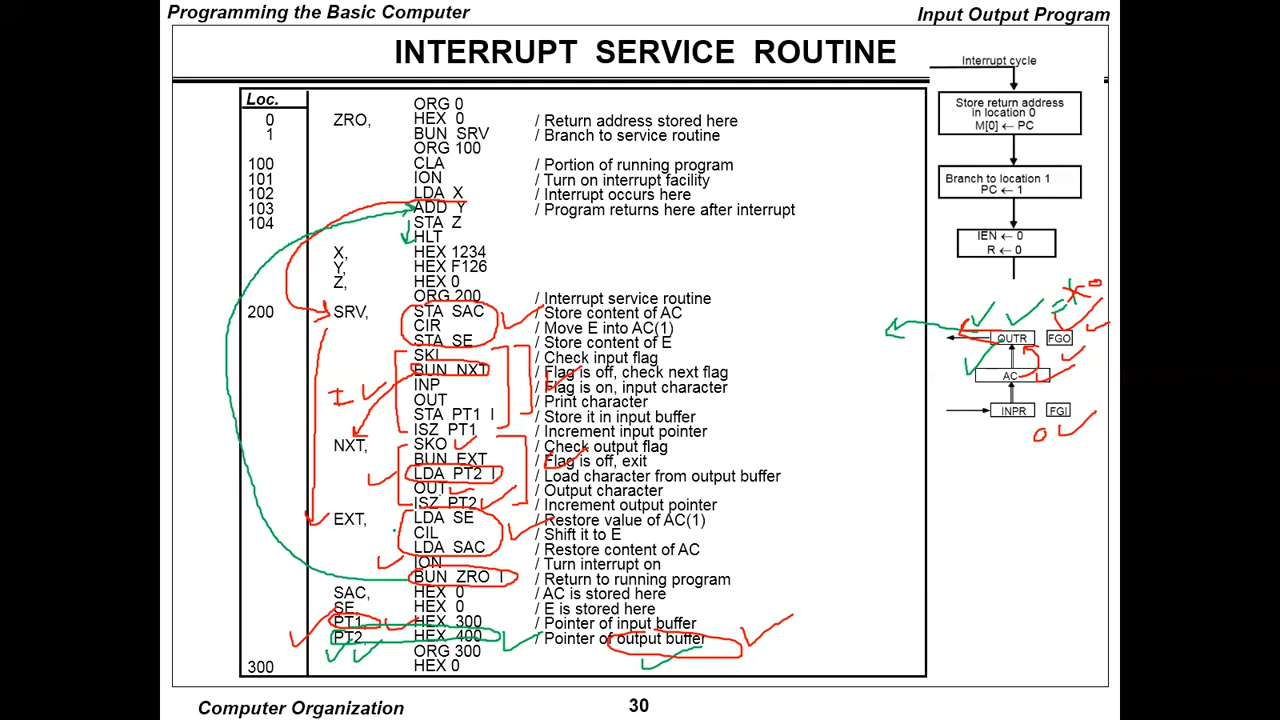 Programming the Basic Computer
Input Output Program
INTERRUPT SERVICE ROUTINE
Loc.
ORG 0
0 ZRO, HEX 0 / Return address stored here
1 BUN SRV / Branch to service routine
ORG 100
100 CLA / Portion of running program
101 ION / Turn on interrupt facility
102 LDA X / Interrupt occurs here
103 ADD Y / Program returns here after interrupt
104 STA Z
HLT
X, HEX 1234
Y, HEX F126
Z, HEX 0
ORG 200 / Interrupt service routine
200 SRV, STA SAC / Store content of AC
CIR / Move E into AC(1)
STA SE / Store content of E
SKI / Check input flag
BUN NXT / Flag is off, check next flag
INP / Flag is on, input character
OUT / Print character
STA PT1 I / Store it in input buffer
ISZ PT1 / Increment input pointer
NXT, SKO / Check output flag
BUN EXT / Flag is off, exit
LDA PT2 I / Load character from output buffer
OUT / Output character
ISZ PT2 / Increment output pointer
EXT, LDA SE / Restore value of AC(1)
CIL / Shift it to E
LDA SAC / Restore content of AC
ION / Turn interrupt on
BUN ZRO I / Return to running program
SAC, HEX 0 / AC is stored here
SE, HEX 0 / E is stored here
PT1, HEX 300 / Pointer of input buffer
PT2, HEX 400 / Pointer of output buffer
ORG 300
300 HEX 0
I
Interrupt cycle
Store return address
in location 0
M[0] ← PC
Branch to location 1
PC ← 1
IEN ← 0
R ← 0
OUTR FGO
AC
INPR FGI
0
Computer Organization
30